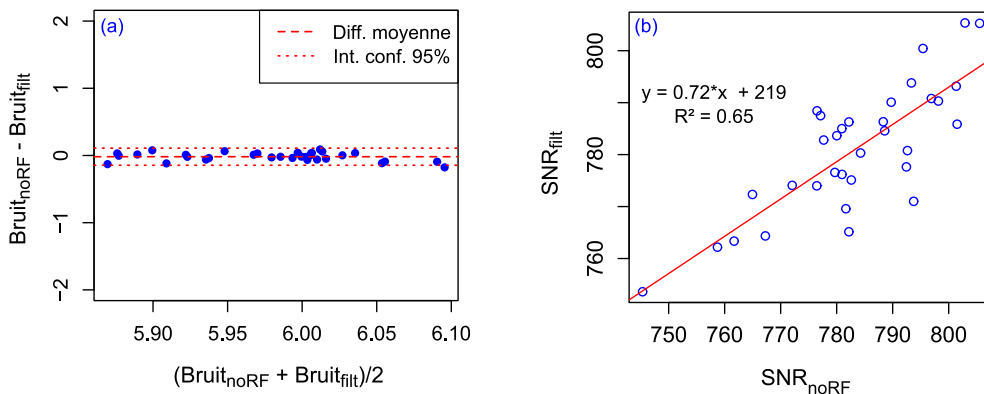 (a)
Diff. moyenne
Int. conf. 95%
2
1
0
−1
−2
Bruit_noRF - Bruit_filt
5.90 5.95 6.00 6.05 6.10
(Bruit_noRF + Bruit_filt)/2
(b)
y = 0.72*x + 219
R² = 0.65
800
780
760
SNR_filt
750 760 770 780 790 800
SNR_noRF